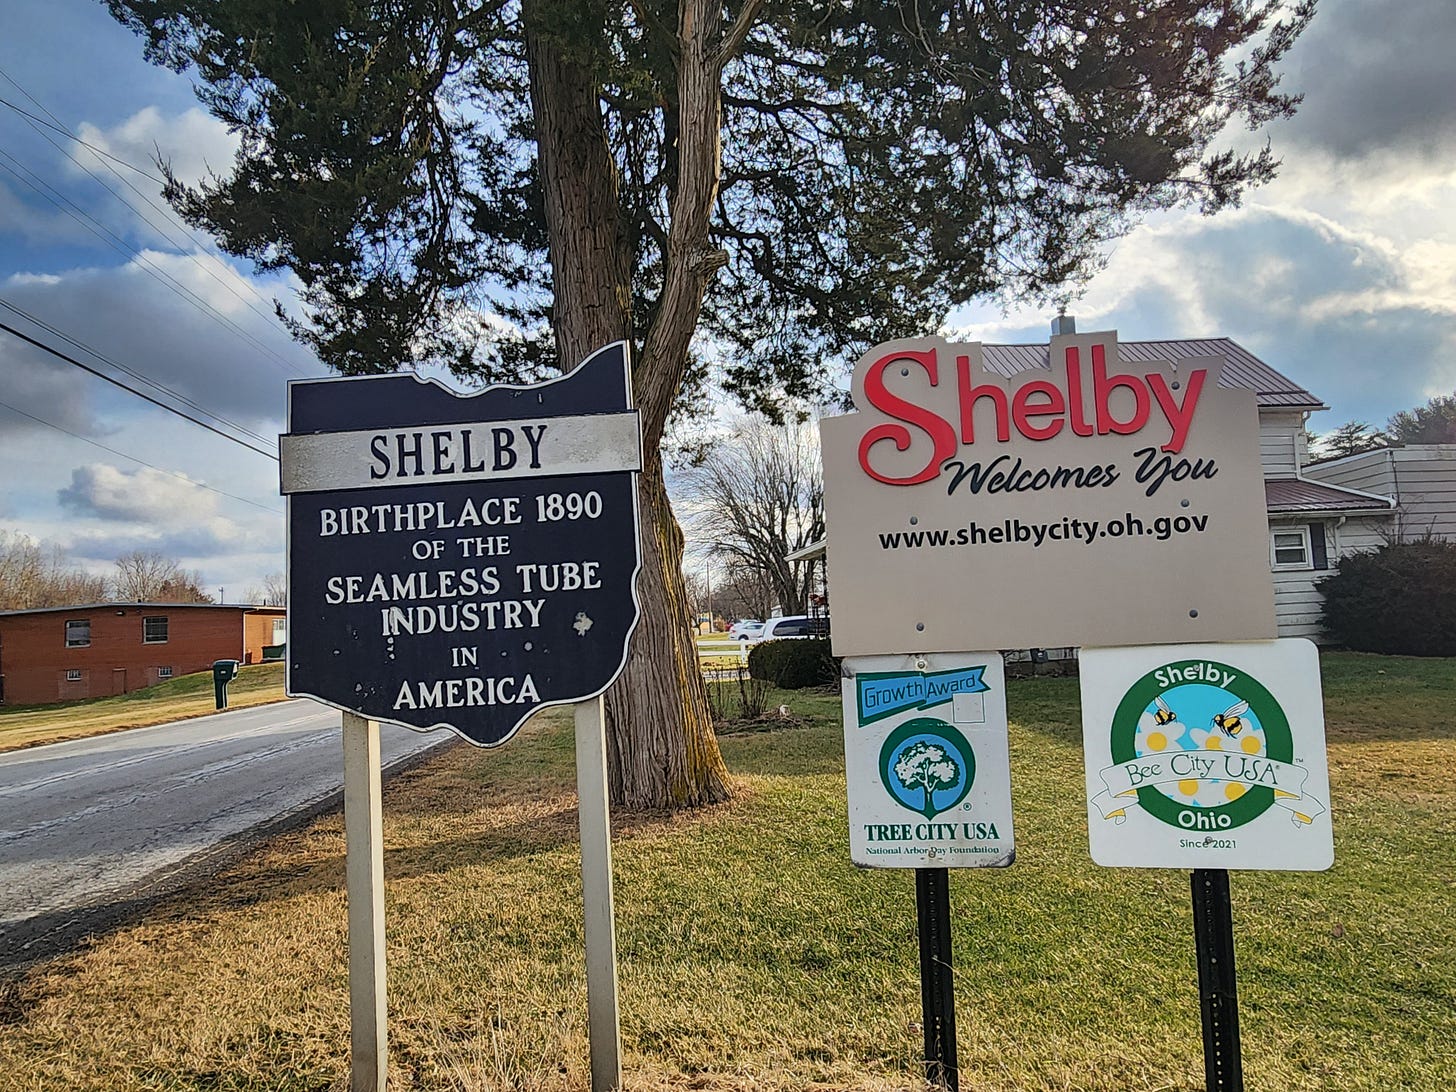 SHELBY
BIRTHPLACE 1890
OF THE
SEAMLESS TUBE
INDUSTRY
IN
AMERICA
Shelby
Welcomes You
www.shelbycity.oh.gov
Growth Award
TREE CITY USA
National Arbor Day Foundation
Shelby
Bee City USA®
Ohio
Since 2021